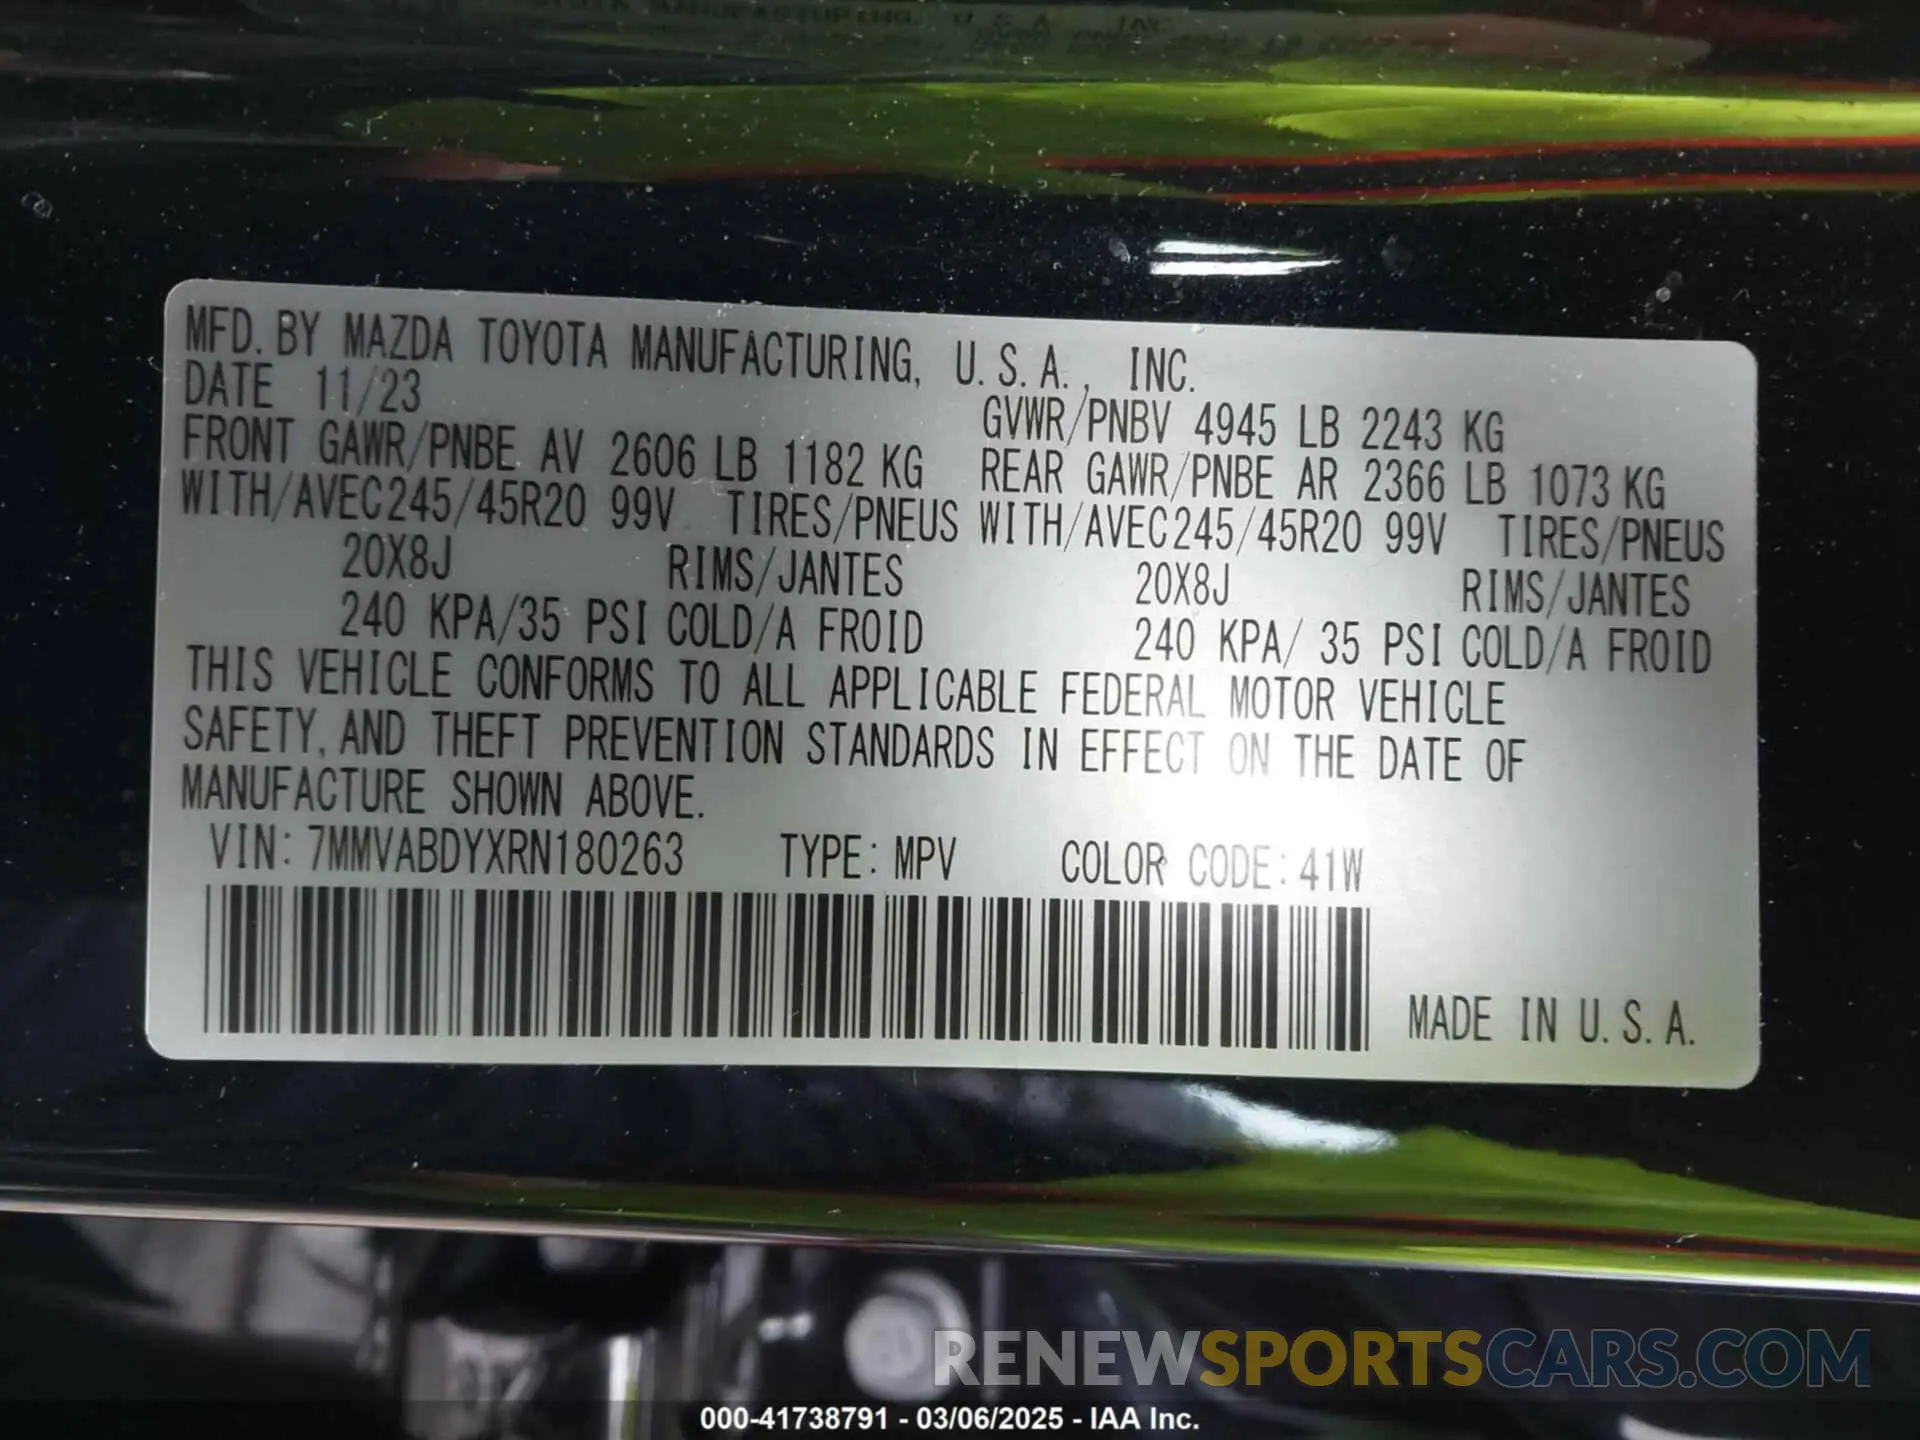 MFD. BY MAZDA TOYOTA MANUFACTURING, U.S.A., INC.
DATE 11/23 GVWR/PNBV 4945 LB 2243 KG
FRONT GAWR/PNBE AV 2606 LB 1182 KG REAR GAWR/PNBE AR 2366 LB 1073 KG
WITH/AVEC245/45R20 99V TIRES/PNEUS WITH/AVEC245/45R20 99V TIRES/PNEUS
20X8J RIMS/JANTES 20X8J RIMS/JANTES
240 KPA/35 PSI COLD/A FROID 240 KPA/ 35 PSI COLD/A FROID
THIS VEHICLE CONFORMS TO ALL APPLICABLE FEDERAL MOTOR VEHICLE
SAFETY, AND THEFT PREVENTION STANDARDS IN EFFECT ON THE DATE OF
MANUFACTURE SHOWN ABOVE.
VIN: 7MMVABDYXRN180263 TYPE: MPV COLOR CODE: 41W
MADE IN U.S.A.
RENEWSPORTSCARS.COM
000-41738791 - 03/06/2025 - IAA Inc.